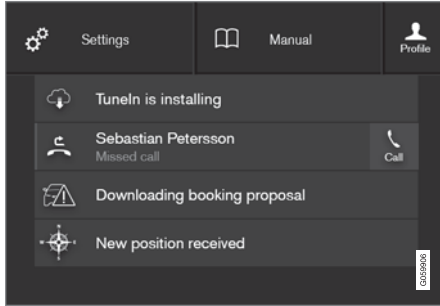 Settings
Manual
Profile
TuneIn is installing
Sebastian Petersson
Missed call
Call
Downloading booking proposal
New position received
G059906